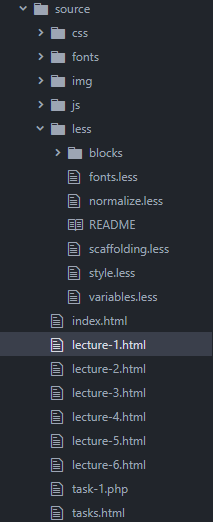 source
css
fonts
img
js
less
blocks
fonts.less
normalize.less
README
scaffolding.less
style.less
variables.less
index.html
lecture-1.html
lecture-2.html
lecture-3.html
lecture-4.html
lecture-5.html
lecture-6.html
task-1.php
tasks.html